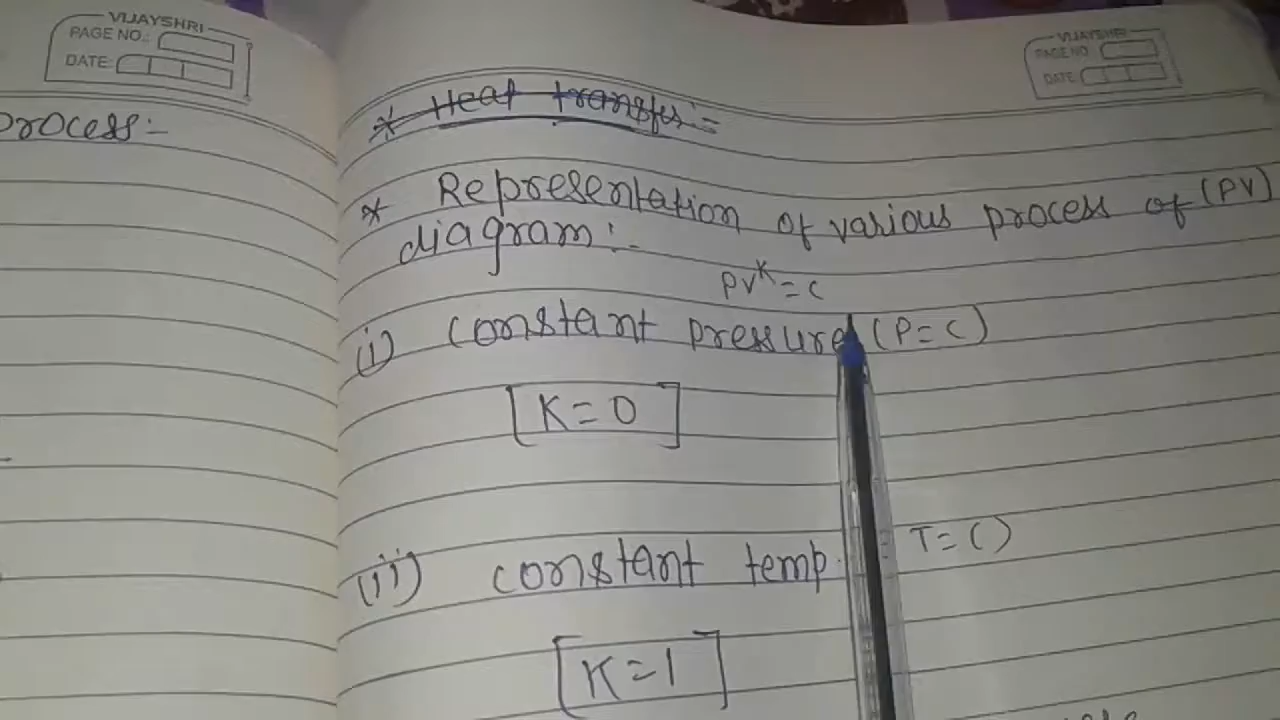 VIJAYSHRI
PAGE NO.:
DATE:
Process:-
VIJAYSHRI
PAGE NO:
DATE:
* Heat transfer:-
* Representation of various process of (PV)
diagram:-
PV^K = C
(i) constant pressure (P=C)
[K=0]
(ii) constant temp. T=C)
[K=1]